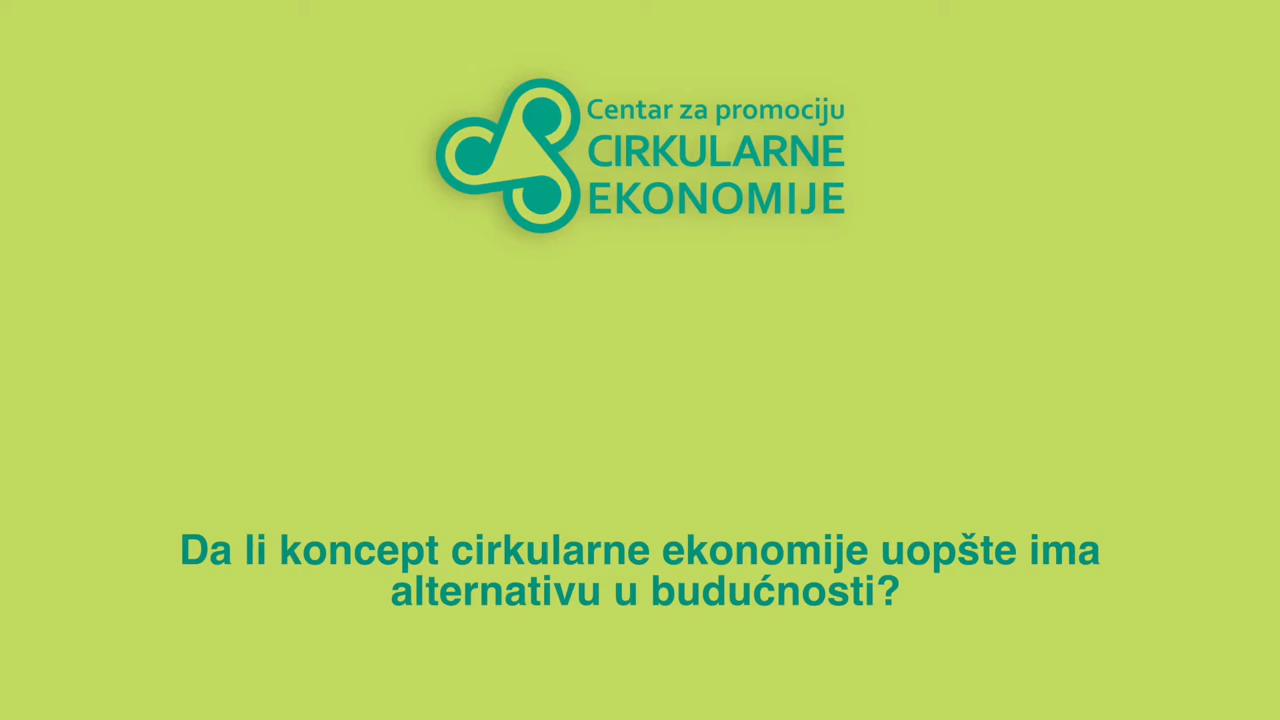 Centar za promociju
CIRKULARNE
EKONOMIJE
Da li koncept cirkularne ekonomije uopšte ima
alternativu u budućnosti?